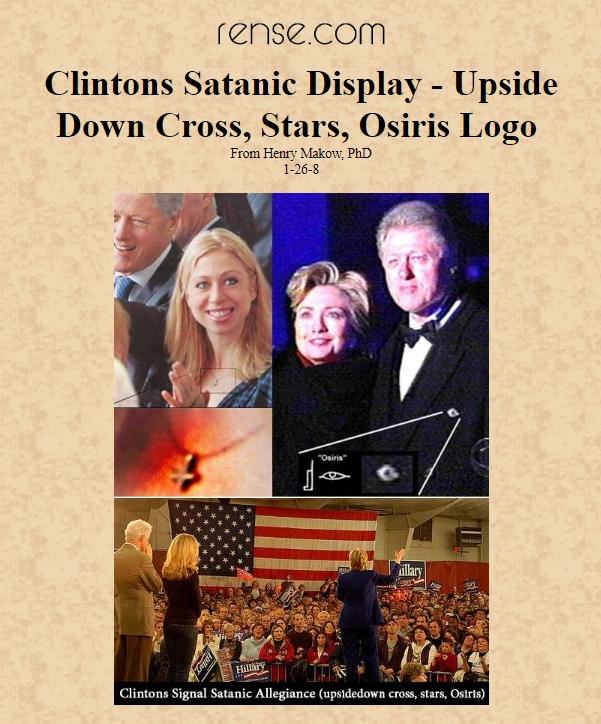 rense.com
Clintons Satanic Display - Upside
Down Cross, Stars, Osiris Logo
From Henry Makow, PhD
1-26-8
"Osiris"
Hillary
Hillary
Clintons Signal Satanic Allegiance (upsidedown cross, stars, Osiris)